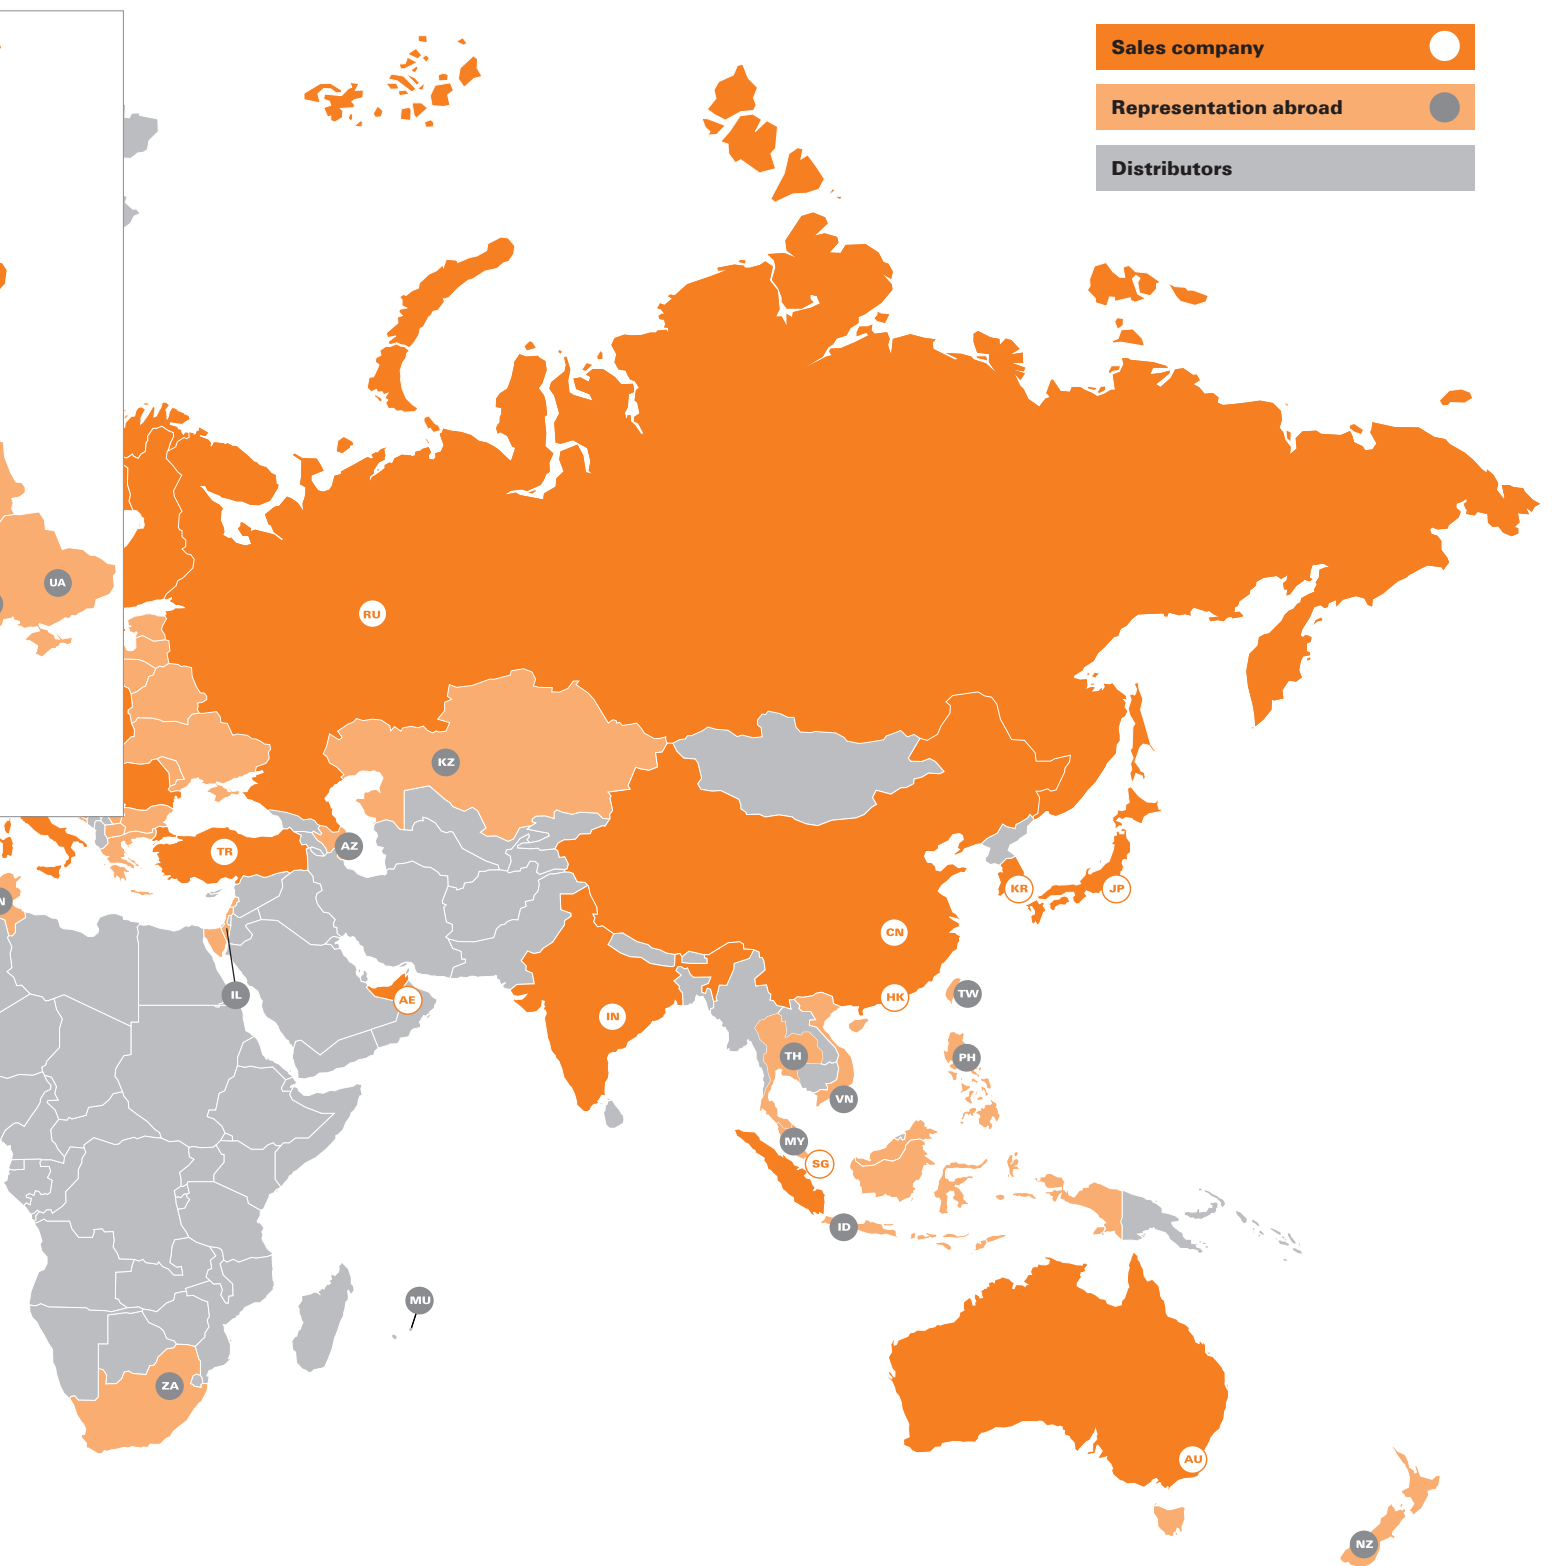 Sales company
Representation abroad
Distributors
UA
RU
KZ
TR
AZ
KR
JP
N
CN
IL
AE
HK
TW
IN
TH
PH
VN
MY
SG
ID
MU
ZA
AU
NZ